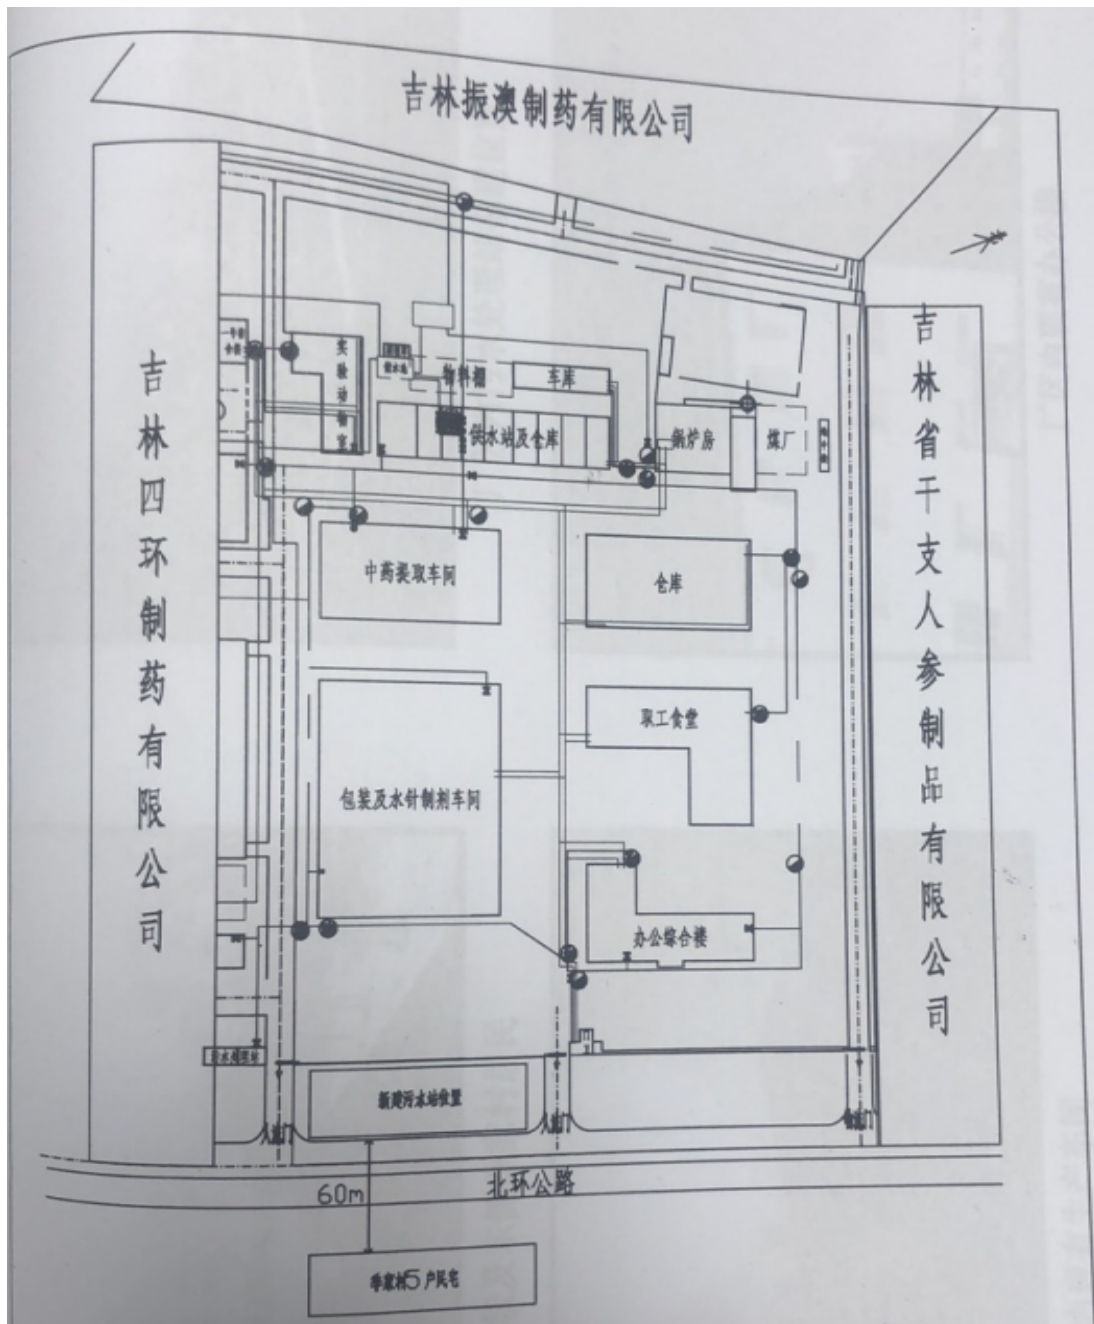 吉林振澳制药有限公司
吉林四环制药有限公司
吉林省干支人参制品有限公司
实验动物室
物料棚
车库
供水站及仓库
锅炉房
煤厂
中药提取车间
仓库
职工食堂
包装及水针制剂车间
办公综合楼
新建污水站位置
人流门
人流门
物流门
北环公路
60m
季家村5户民宅